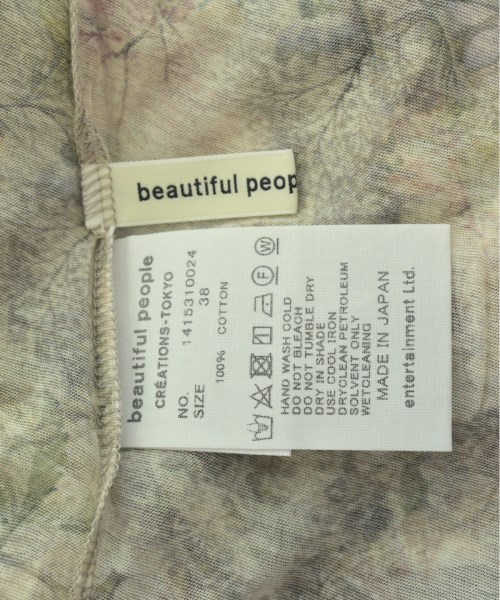 beautiful peop
beautiful people
CRÉATIONS-TOKYO
NO. 1415310024
SIZE 38
100% COTTON
HAND WASH COLD
DO NOT BLEACH
DO NOT TUMBLE DRY
DRY IN SHADE
USE COOL IRON
DRYCLEAN PETROLEUM
SOLVENT ONLY
WETCLEANING
MADE IN JAPAN
entertainment Ltd.